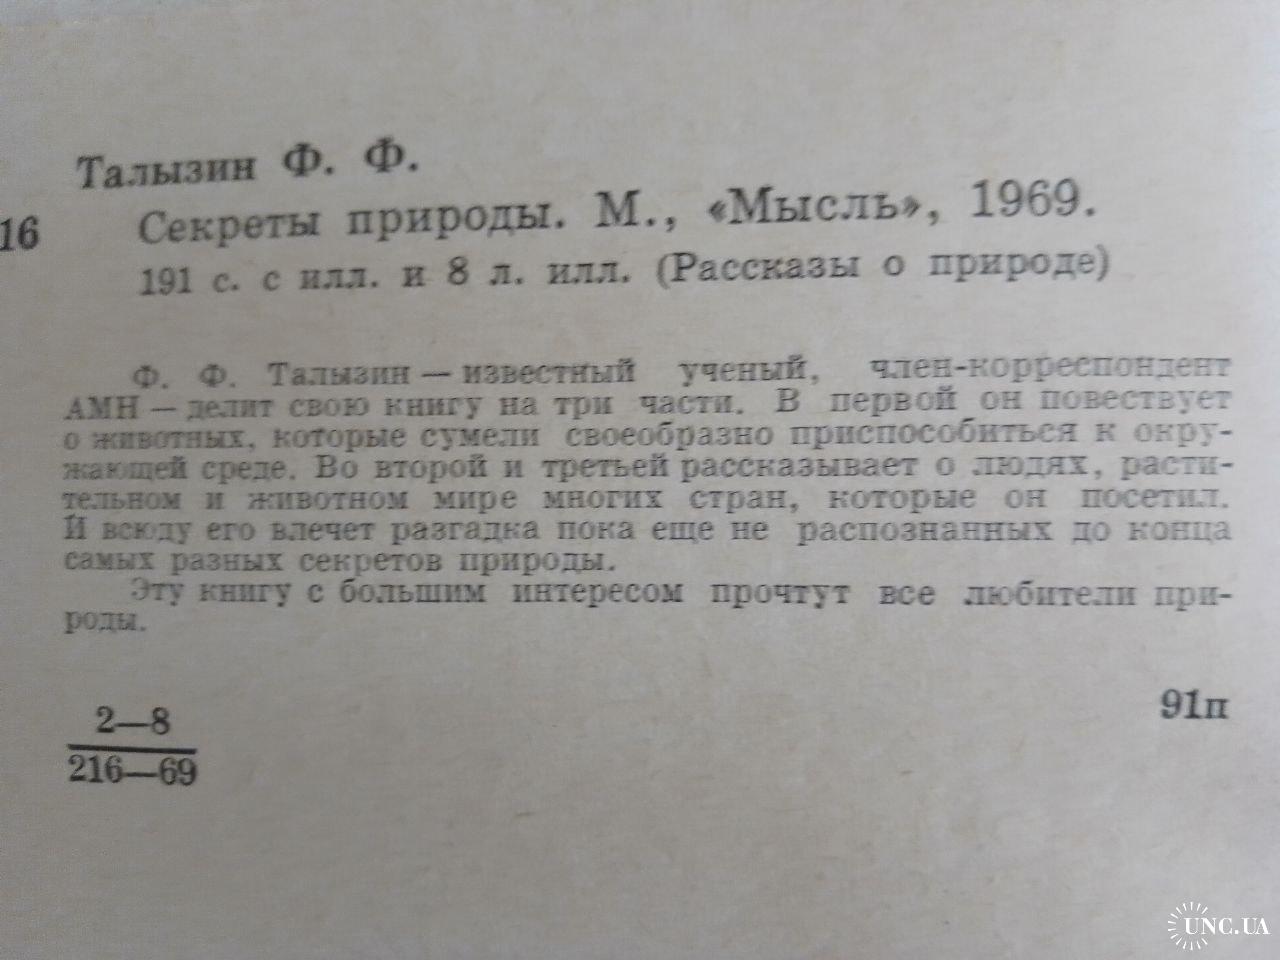 Талызин Ф. Ф.
16 Секреты природы. М., «Мысль», 1969.
191 с. с илл. и 8 л. илл. (Рассказы о природе)
Ф. Ф. Талызин — известный ученый, член-корреспондент
АМН — делит свою книгу на три части. В первой он повествует
о животных, которые сумели своеобразно приспособиться к окру-
жающей среде. Во второй и третьей рассказывает о людях, расти-
тельном и животном мире многих стран, которые он посетил.
И всюду его влечет разгадка пока еще не распознанных до конца
самых разных секретов природы.
Эту книгу с большим интересом прочтут все любители при-
роды.
2—8
216—69
91п
UNC.UA